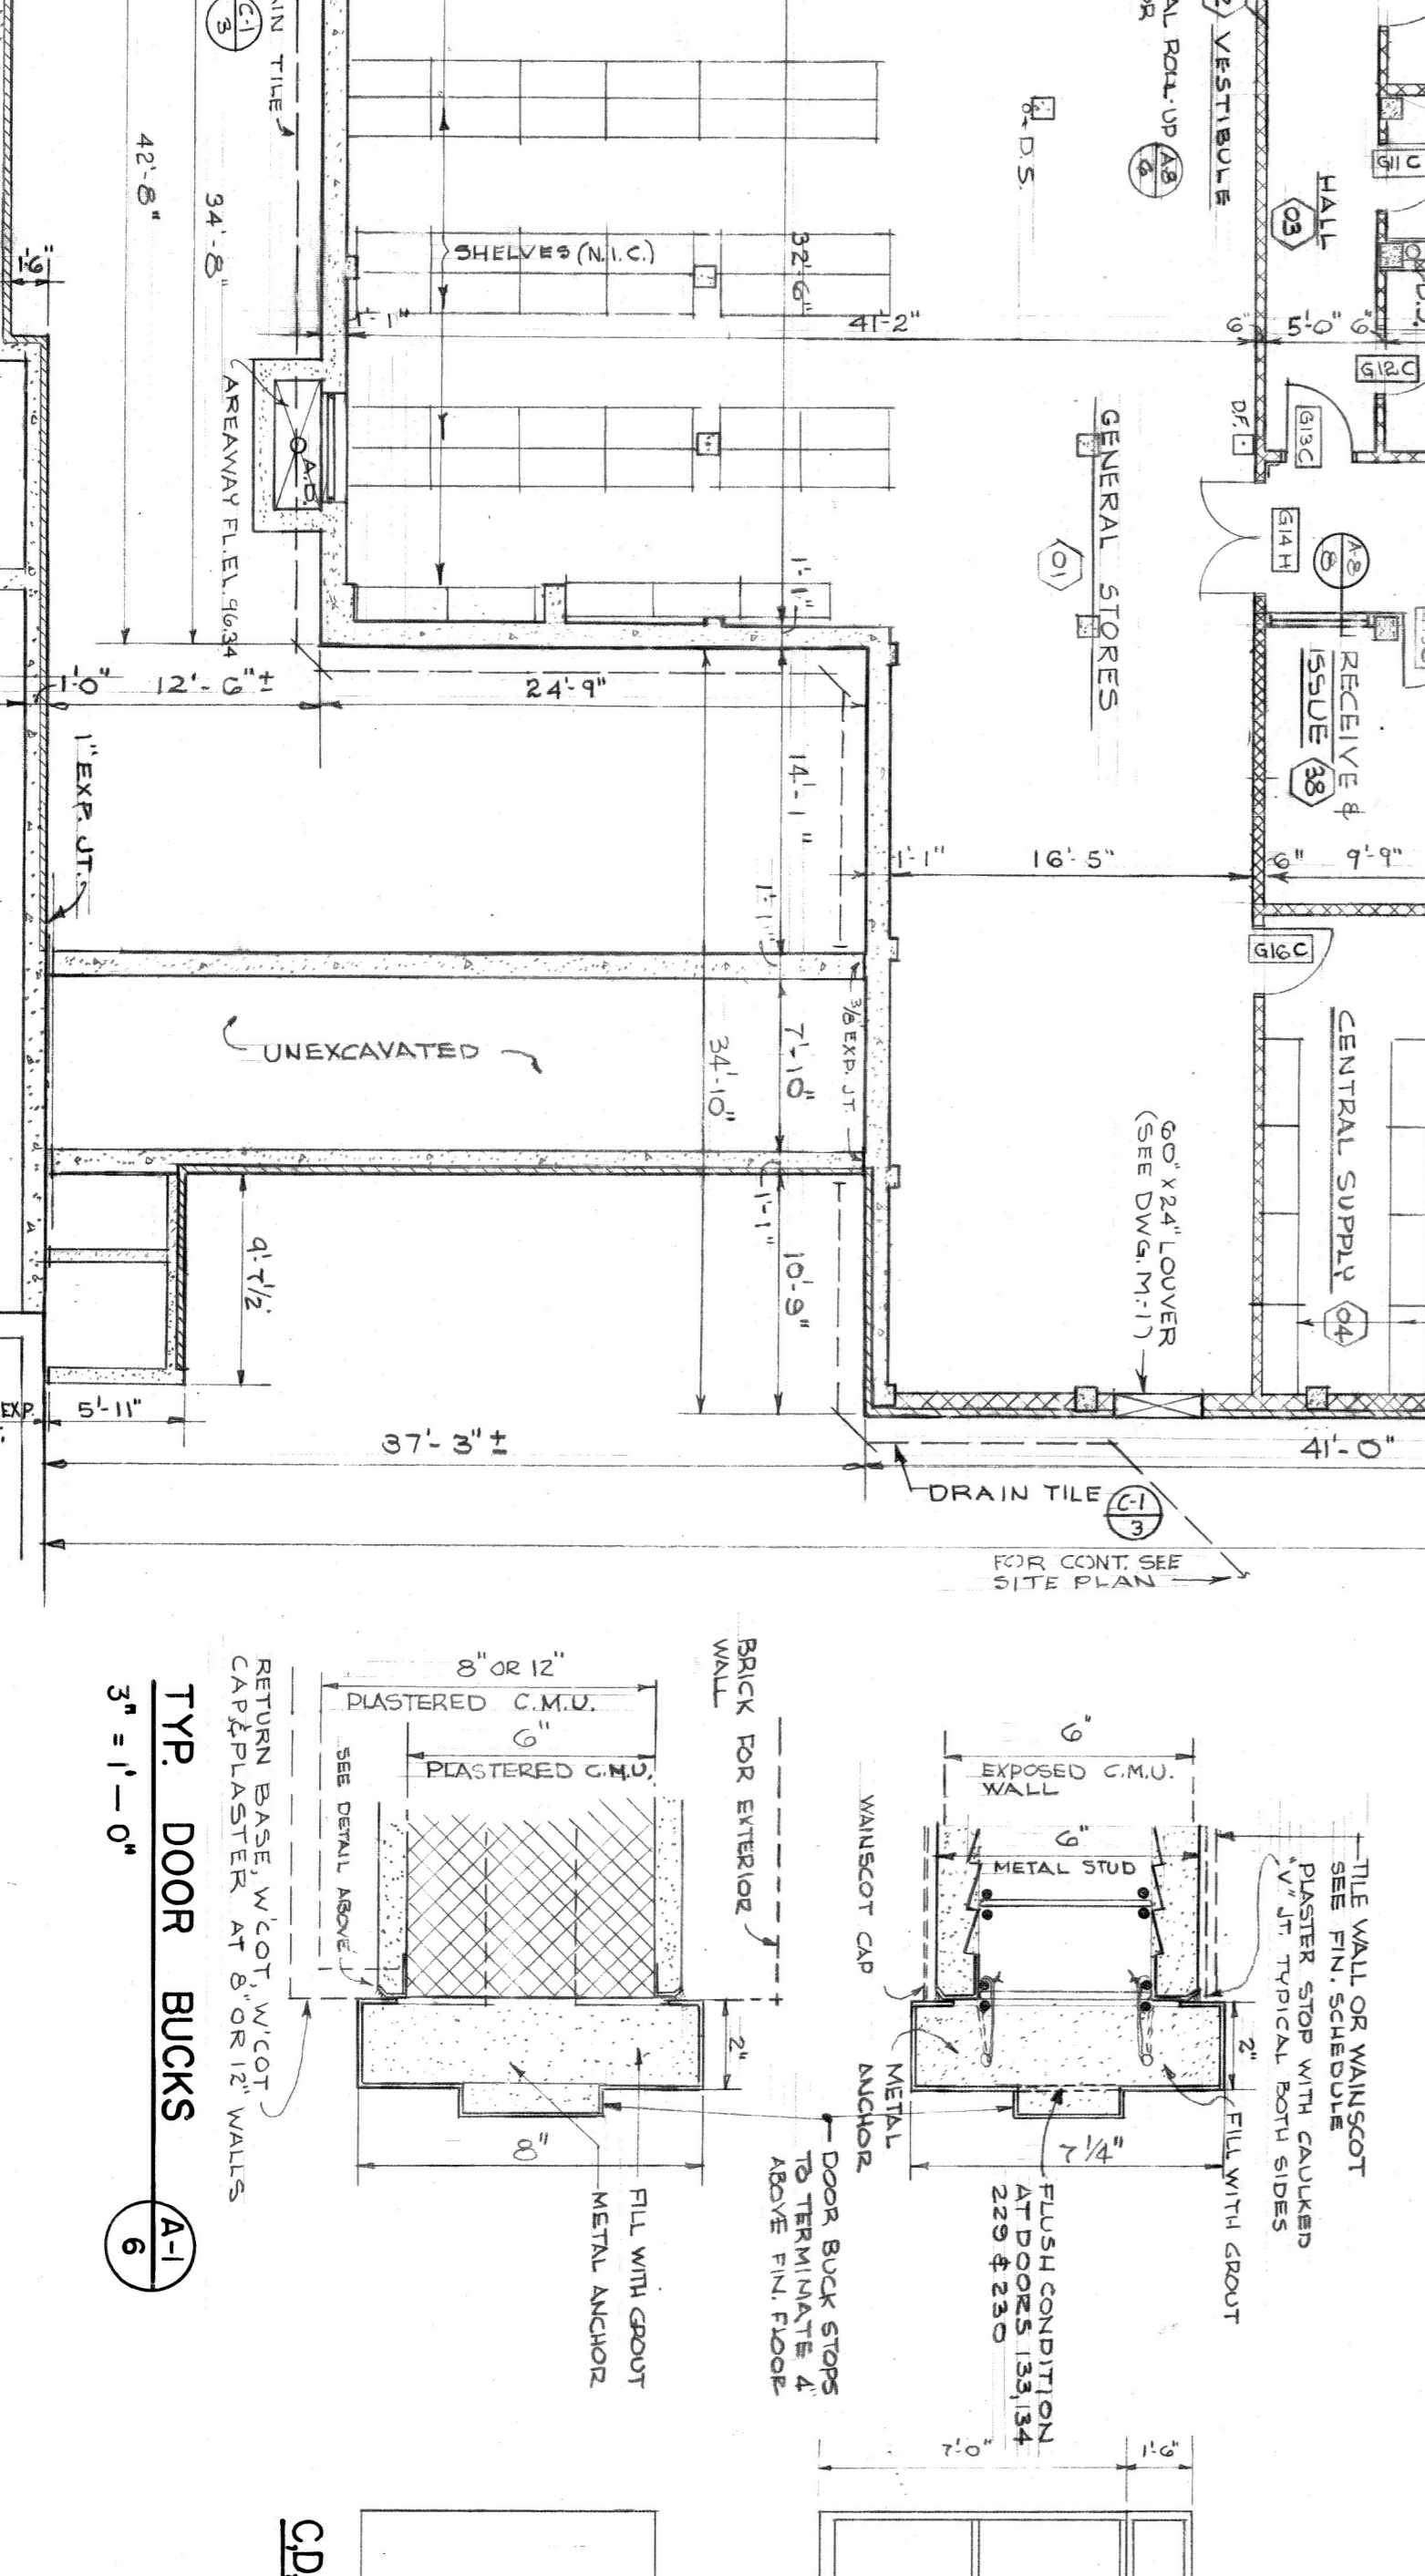 C-1
3
TILE
42'-8"
34'-8"
1'-6"
SHELVES (N.I.C.)
32'-6"
D.S.
VESTIBULE
ROLL-UP
A-8
6
HALL
03
G11C
1'-1"
41'-2"
6"
5'-0"
6"
G12C
G13C
D.F.
G14H
A-8
8
AREAWAY FL. EL. 96.34
A.D.
GENERAL STORES
01
1'-1"
RECEIVE &
ISSUE
38
1'-0"
12'-6"±
24'-9"
14'-1"
1" EXP. JT.
1'-1"
16'-5"
6"
9'-9"
G16C
1'-1"
UNEXCAVATED
7'-10"
34'-10"
3/8" EXP. JT.
CENTRAL SUPPLY
04
60" X 24" LOUVER
(SEE DWG. M-1)
1'-1"
10'-9"
9'-7 1/2"
EXP.
5'-11"
37'-3"±
41'-0"
DRAIN TILE
C-1
3
FOR CONT. SEE
SITE PLAN
8" OR 12"
PLASTERED C.M.U.
6"
PLASTERED C.M.U.
SEE DETAIL ABOVE
RETURN BASE, W'COT, W'COT
CAP & PLASTER AT 8" OR 12" WALLS
BRICK FOR EXTERIOR
WALL
2"
8"
FILL WITH GROUT
METAL ANCHOR
6"
EXPOSED C.M.U.
WALL
6"
METAL STUD
WAINSCOT CAP
TILE WALL OR WAINSCOT
SEE FIN. SCHEDULE
PLASTER STOP WITH CAULKED
"V" JT. TYPICAL BOTH SIDES
2"
METAL
ANCHOR
7 1/4"
FILL WITH GROUT
DOOR BUCK STOPS
TO TERMINATE 4"
ABOVE FIN. FLOOR
FLUSH CONDITION
AT DOORS 133,134
229 & 230
TYP. DOOR BUCKS
3" = 1'-0"
A-1
6
7'-0"
1'-6"
C,D